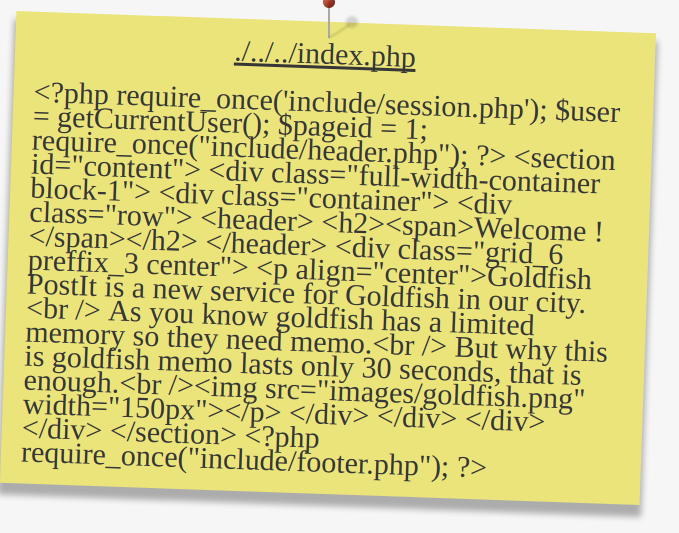 ./../../index.php
<?php require_once('include/session.php'); $user
= getCurrentUser(); $pageid = 1;
require_once("include/header.php"); ?> <section
id="content"> <div class="full-width-container
block-1"> <div class="container"> <div
class="row"> <header> <h2><span>Welcome !
</span></h2> </header> <div class="grid_6
preffix_3 center"> <p align="center">Goldfish
PostIt is a new service for Goldfish in our city.
<br /> As you know goldfish has a limited
memory so they need memo.<br /> But why this
is goldfish memo lasts only 30 seconds, that is
enough.<br /><img src="images/goldfish.png"
width="150px"></p> </div> </div> </div>
</div> </section> <?php
require_once("include/footer.php"); ?>